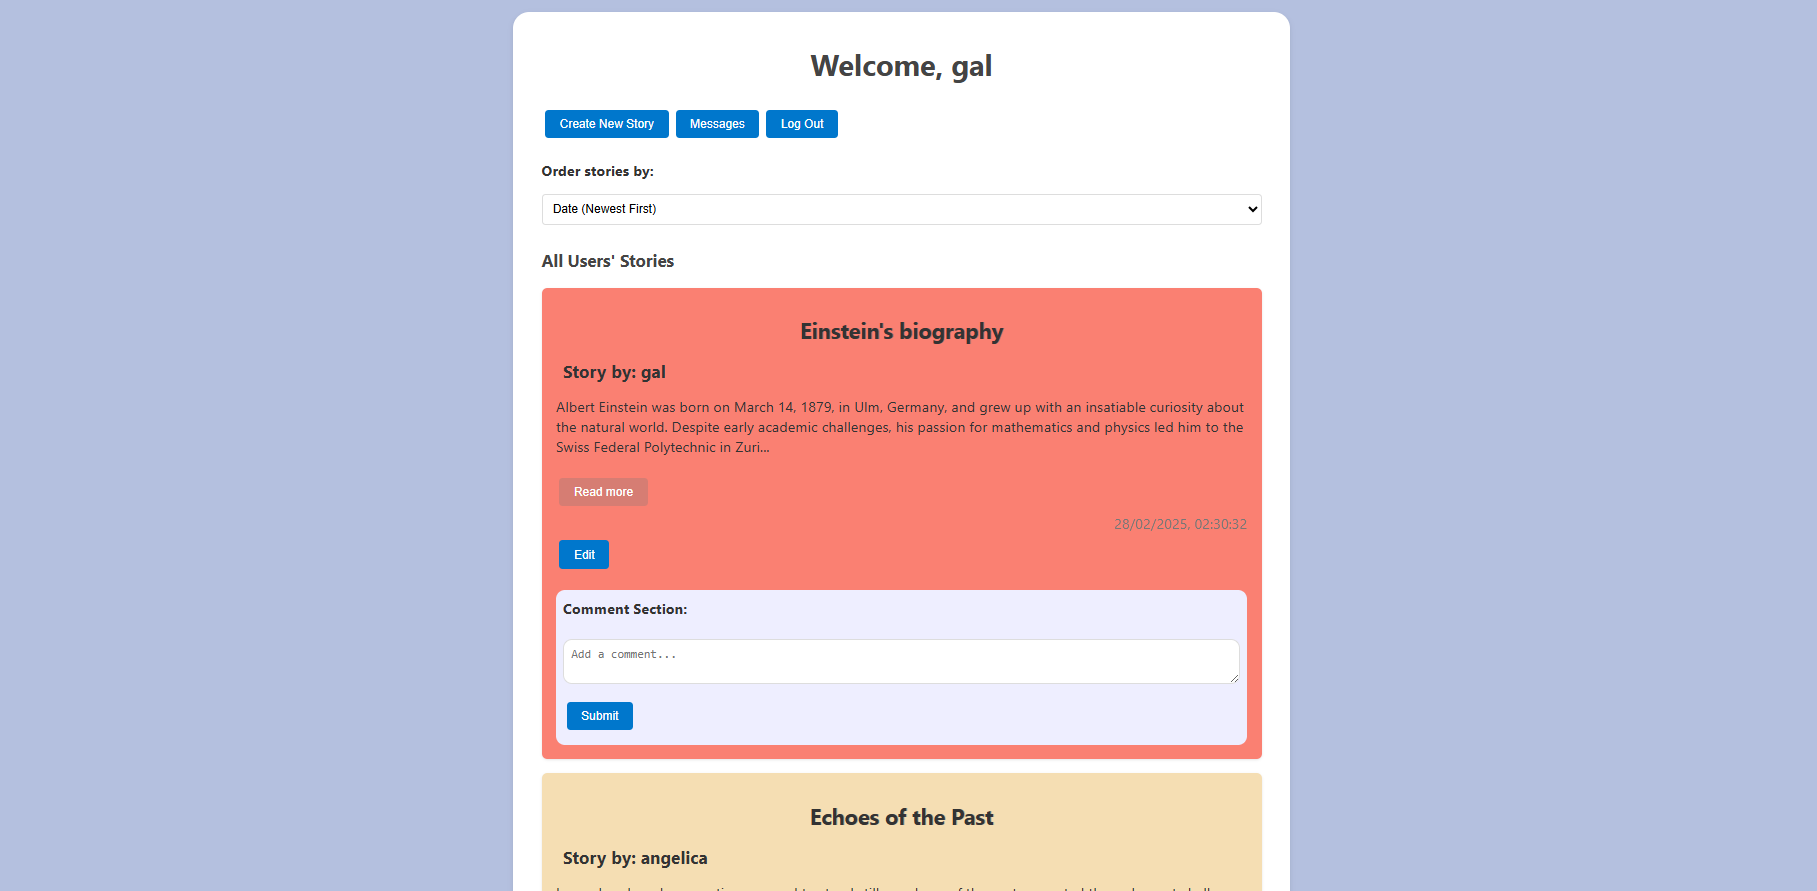 Welcome, gal
Create New Story Messages Log Out
Order stories by:
Date (Newest First)
All Users' Stories
Einstein's biography
Story by: gal
Albert Einstein was born on March 14, 1879, in Ulm, Germany, and grew up with an insatiable curiosity about
the natural world. Despite early academic challenges, his passion for mathematics and physics led him to the
Swiss Federal Polytechnic in Zuri...
Read more
28/02/2025, 02:30:32
Edit
Comment Section:
Add a comment...
Submit
Echoes of the Past
Story by: angelica